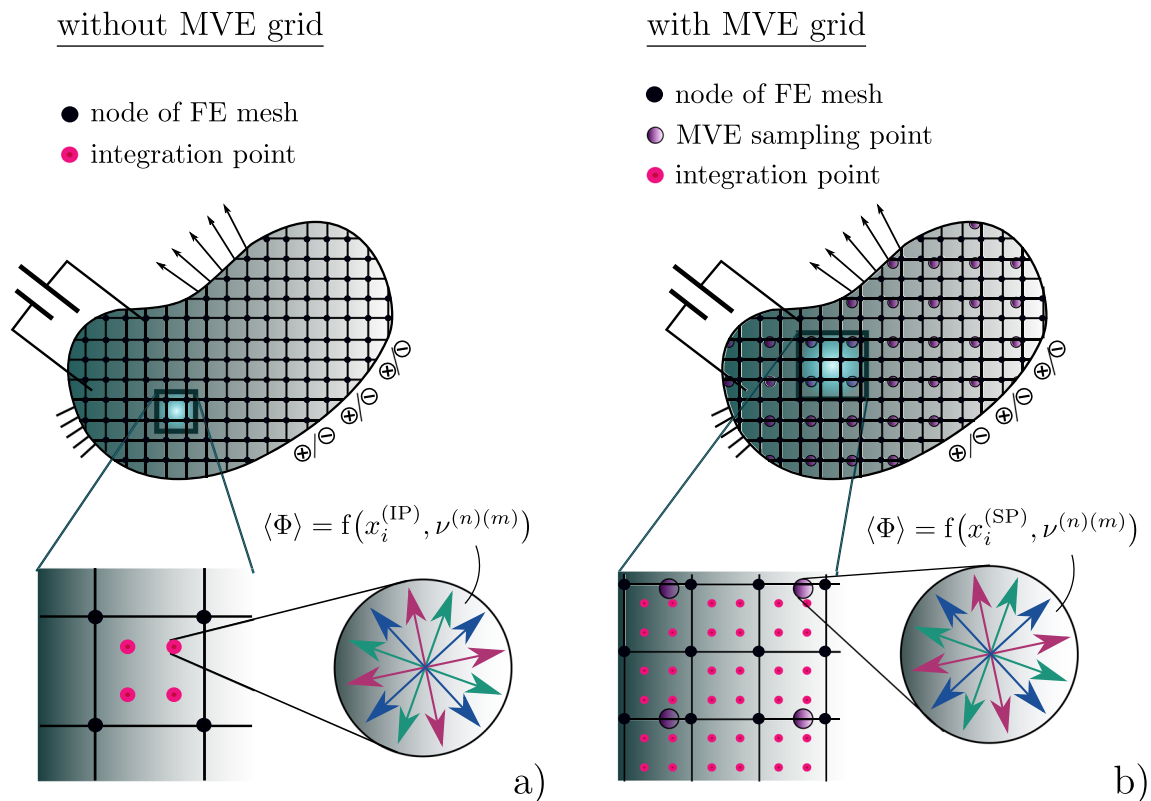 without MVE grid
node of FE mesh
integration point
⊕/⊖
⊕/⊖
⊕/⊖
⟨Φ⟩ = f(x_i^(IP), ν^(n)(m))
a)
with MVE grid
node of FE mesh
MVE sampling point
integration point
⊕/⊖
⊕/⊖
⊕/⊖
⟨Φ⟩ = f(x_i^(SP), ν^(n)(m))
b)